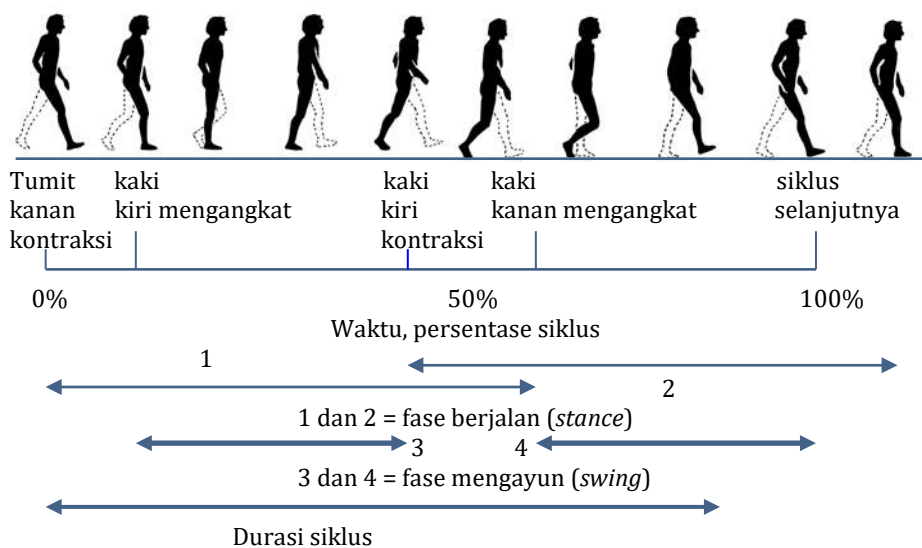 Tumit kaki kaki kaki siklus
kanan kiri mengangkat kiri kanan mengangkat selanjutnya
kontraksi kontraksi
0% 50% 100%
Waktu, persentase siklus
1
2
1 dan 2 = fase berjalan (stance)
3 4
3 dan 4 = fase mengayun (swing)
Durasi siklus